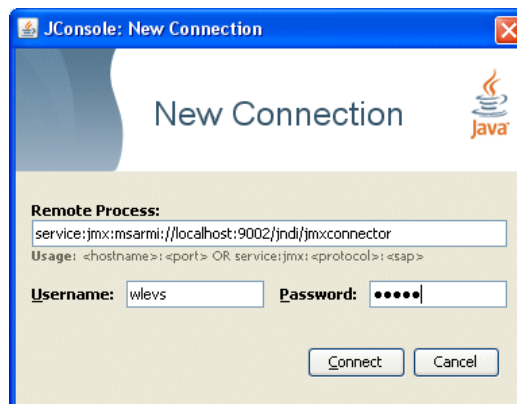 JConsole: New Connection
New Connection
Java
Remote Process:
service:jmx:msarmi://localhost:9002/jndi/jmxconnector
Usage: <hostname>:<port> OR service:jmx:<protocol>:<sap>
Username: wlevs Password: •••••
Connect Cancel